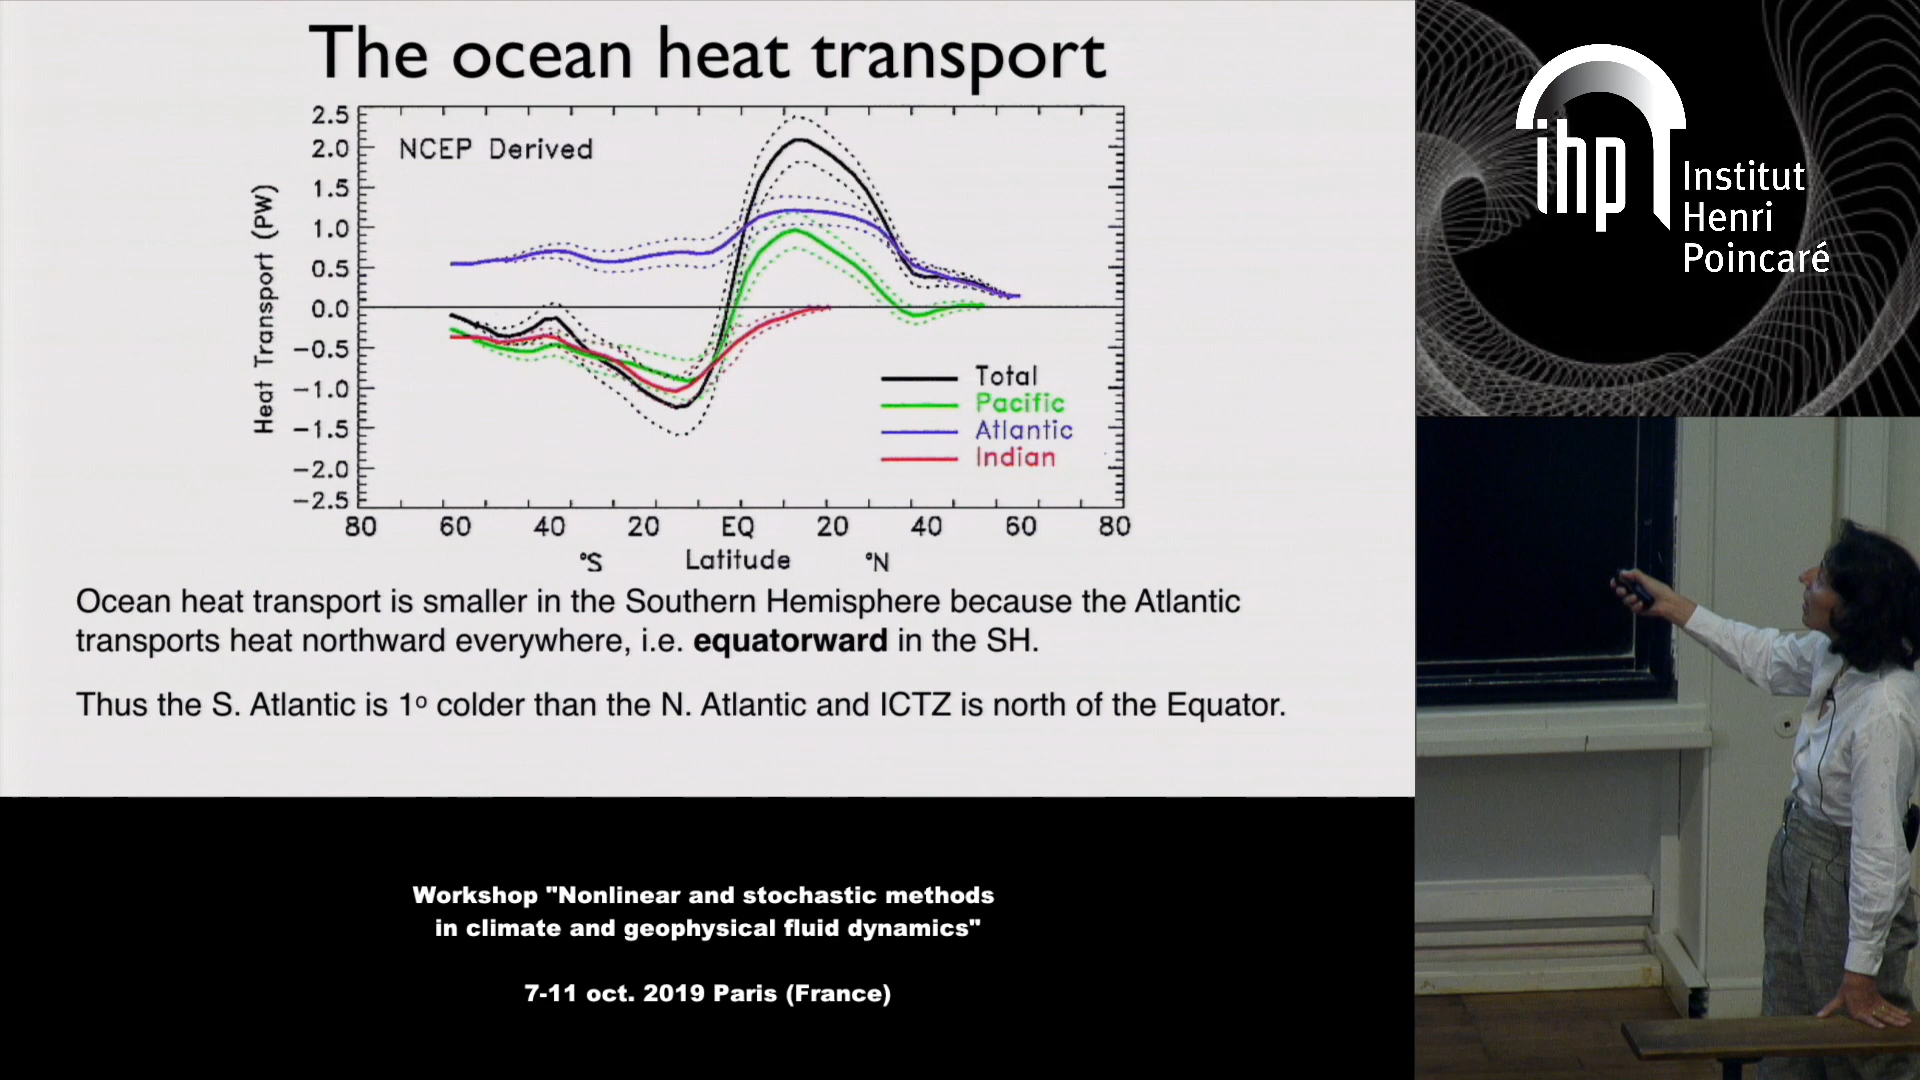 The ocean heat transport
NCEP Derived
Heat Transport (PW)
2.5
2.0
1.5
1.0
0.5
0.0
−0.5
−1.0
−1.5
−2.0
−2.5
Total
Pacific
Atlantic
Indian
80 60 40 20 EQ 20 40 60 80
°S Latitude °N
Ocean heat transport is smaller in the Southern Hemisphere because the Atlantic
transports heat northward everywhere, i.e. equatorward in the SH.
Thus the S. Atlantic is 1º colder than the N. Atlantic and ICTZ is north of the Equator.
Workshop "Nonlinear and stochastic methods
in climate and geophysical fluid dynamics"
7-11 oct. 2019 Paris (France)
ihp
Institut
Henri
Poincaré